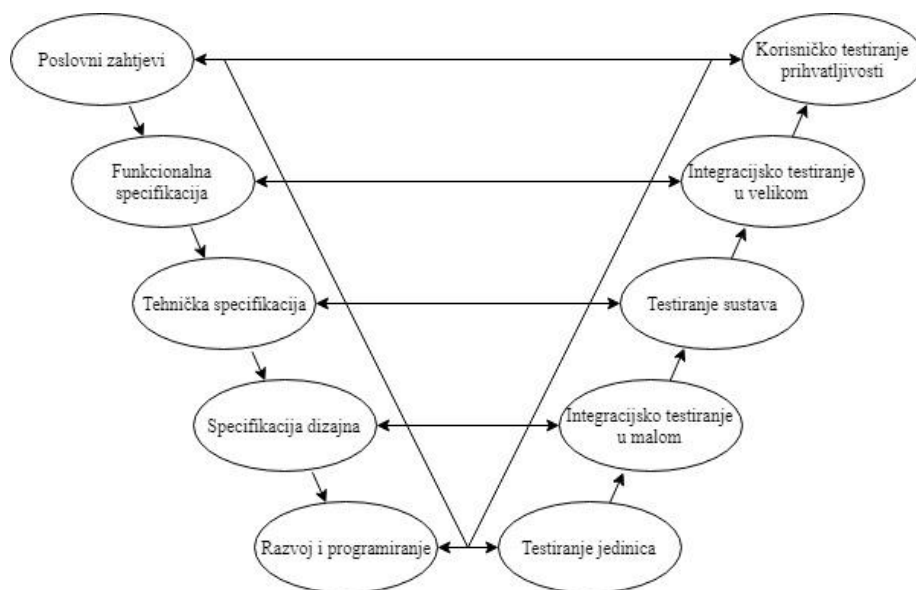 Poslovni zahtjevi
Korisničko testiranje
prihvatljivosti
Funkcionalna
specifikacija
Integracijsko testiranje
u velikom
Tehnička specifikacija
Testiranje sustava
Specifikacija dizajna
Integracijsko testiranje
u malom
Razvoj i programiranje
Testiranje jedinica